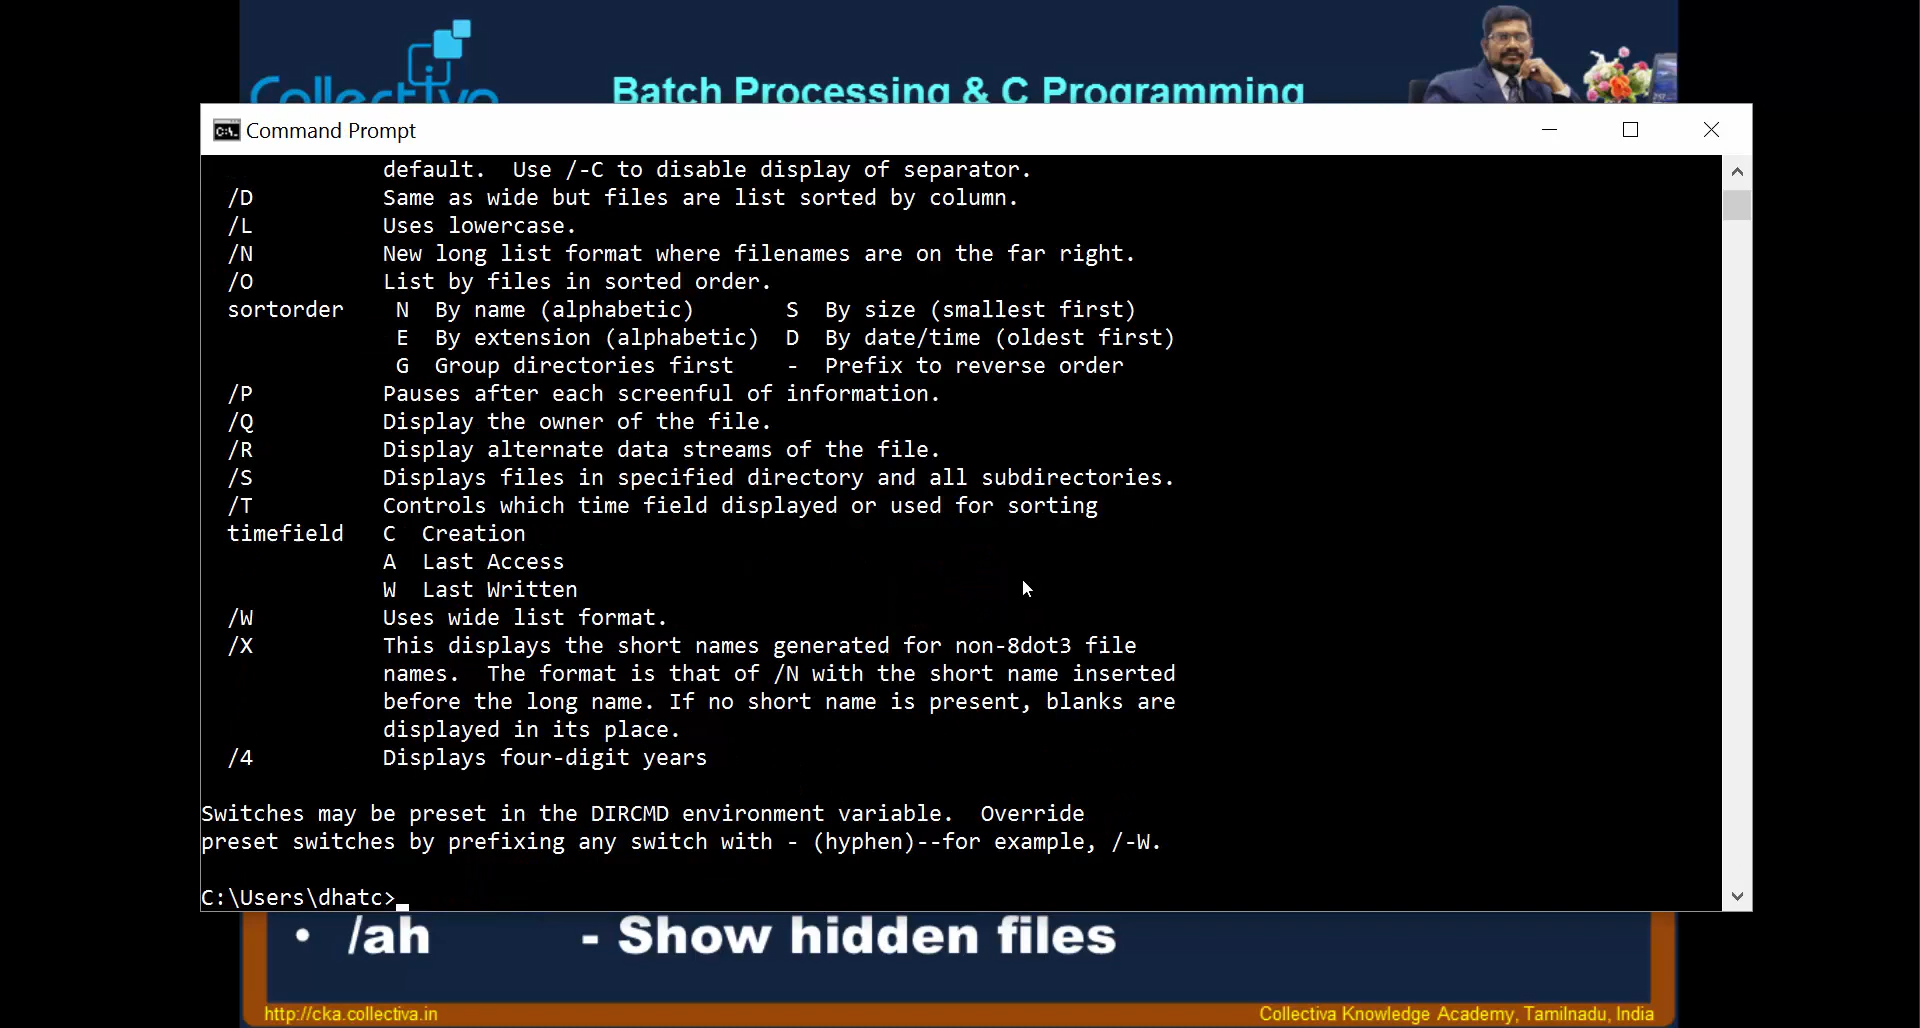 Collectiva
Batch Processing & C Programming
Command Prompt
default.  Use /-C to disable display of separator.
/D          Same as wide but files are list sorted by column.
/L          Uses lowercase.
/N          New long list format where filenames are on the far right.
/O          List by files in sorted order.
sortorder    N  By name (alphabetic)       S  By size (smallest first)
E  By extension (alphabetic)  D  By date/time (oldest first)
G  Group directories first    -  Prefix to reverse order
/P          Pauses after each screenful of information.
/Q          Display the owner of the file.
/R          Display alternate data streams of the file.
/S          Displays files in specified directory and all subdirectories.
/T          Controls which time field displayed or used for sorting
timefield   C  Creation
A  Last Access
W  Last Written
/W          Uses wide list format.
/X          This displays the short names generated for non-8dot3 file
names.  The format is that of /N with the short name inserted
before the long name. If no short name is present, blanks are
displayed in its place.
/4          Displays four-digit years
Switches may be preset in the DIRCMD environment variable.  Override
preset switches by prefixing any switch with - (hyphen)--for example, /-W.
C:\Users\dhatc>
• /ah - Show hidden files
http://cka.collectiva.in
Collectiva Knowledge Academy, Tamilnadu, India